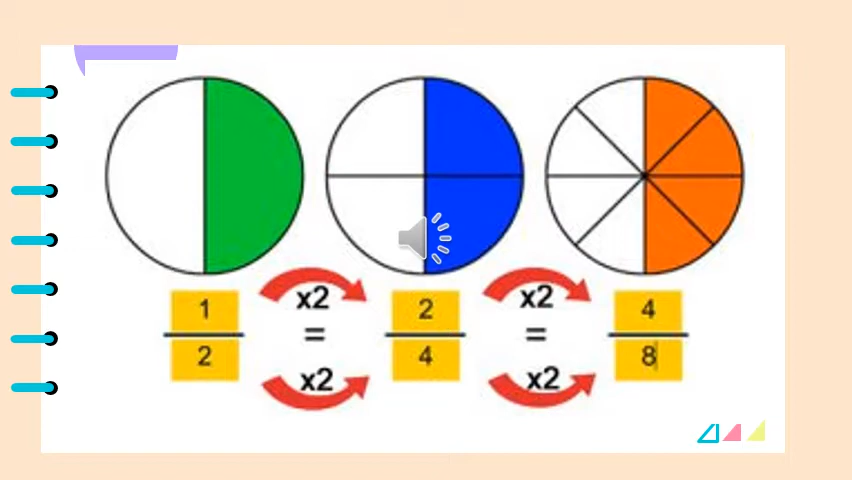 x2 x2
1 = 2 = 4
2 4 8
x2 x2